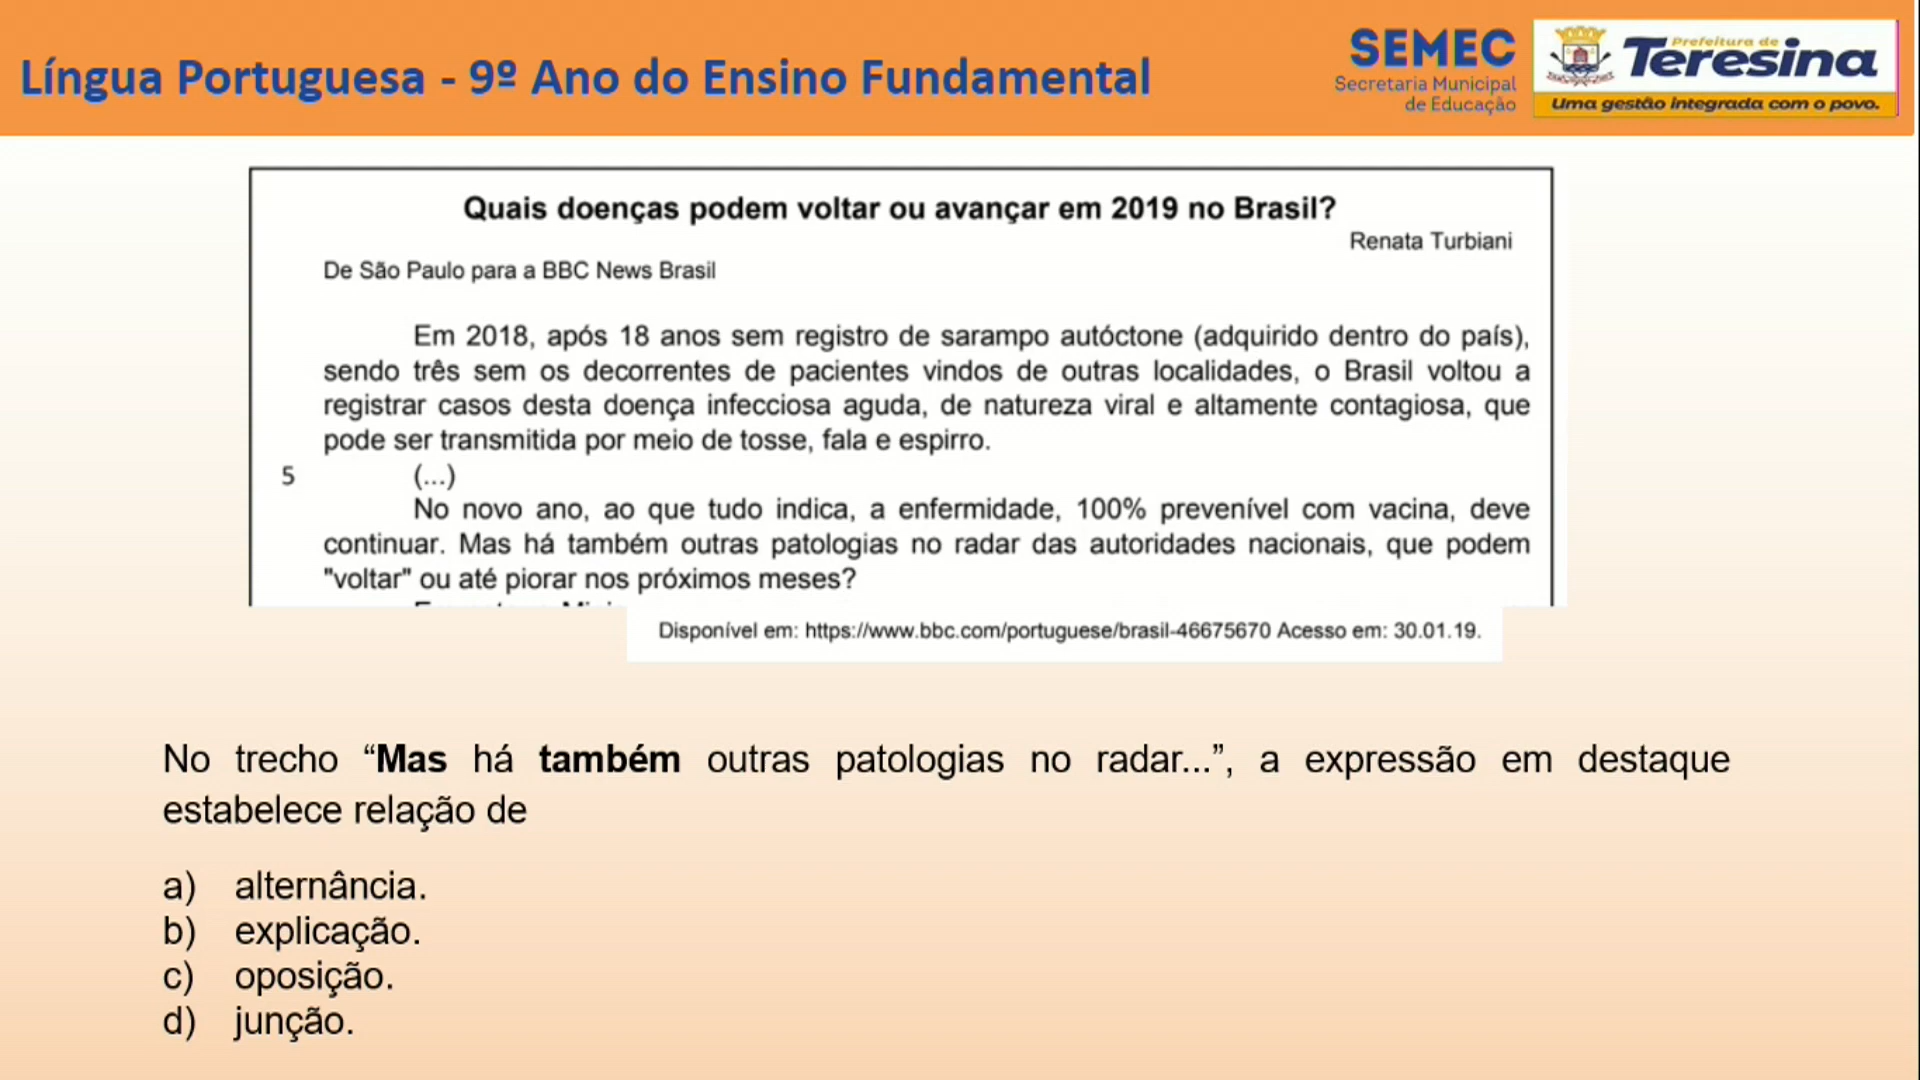 Língua Portuguesa - 9º Ano do Ensino Fundamental
SEMEC
Secretaria Municipal
de Educação
Prefeitura de
Teresina
Uma gestão integrada com o povo.
Quais doenças podem voltar ou avançar em 2019 no Brasil?
Renata Turbiani
De São Paulo para a BBC News Brasil
Em 2018, após 18 anos sem registro de sarampo autóctone (adquirido dentro do país),
sendo três sem os decorrentes de pacientes vindos de outras localidades, o Brasil voltou a
registrar casos desta doença infecciosa aguda, de natureza viral e altamente contagiosa, que
pode ser transmitida por meio de tosse, fala e espirro.
5 (...)
No novo ano, ao que tudo indica, a enfermidade, 100% prevenível com vacina, deve
continuar. Mas há também outras patologias no radar das autoridades nacionais, que podem
"voltar" ou até piorar nos próximos meses?
Disponível em: https://www.bbc.com/portuguese/brasil-46675670 Acesso em: 30.01.19.
No trecho “Mas há também outras patologias no radar...”, a expressão em destaque
estabelece relação de
a) alternância.
b) explicação.
c) oposição.
d) junção.